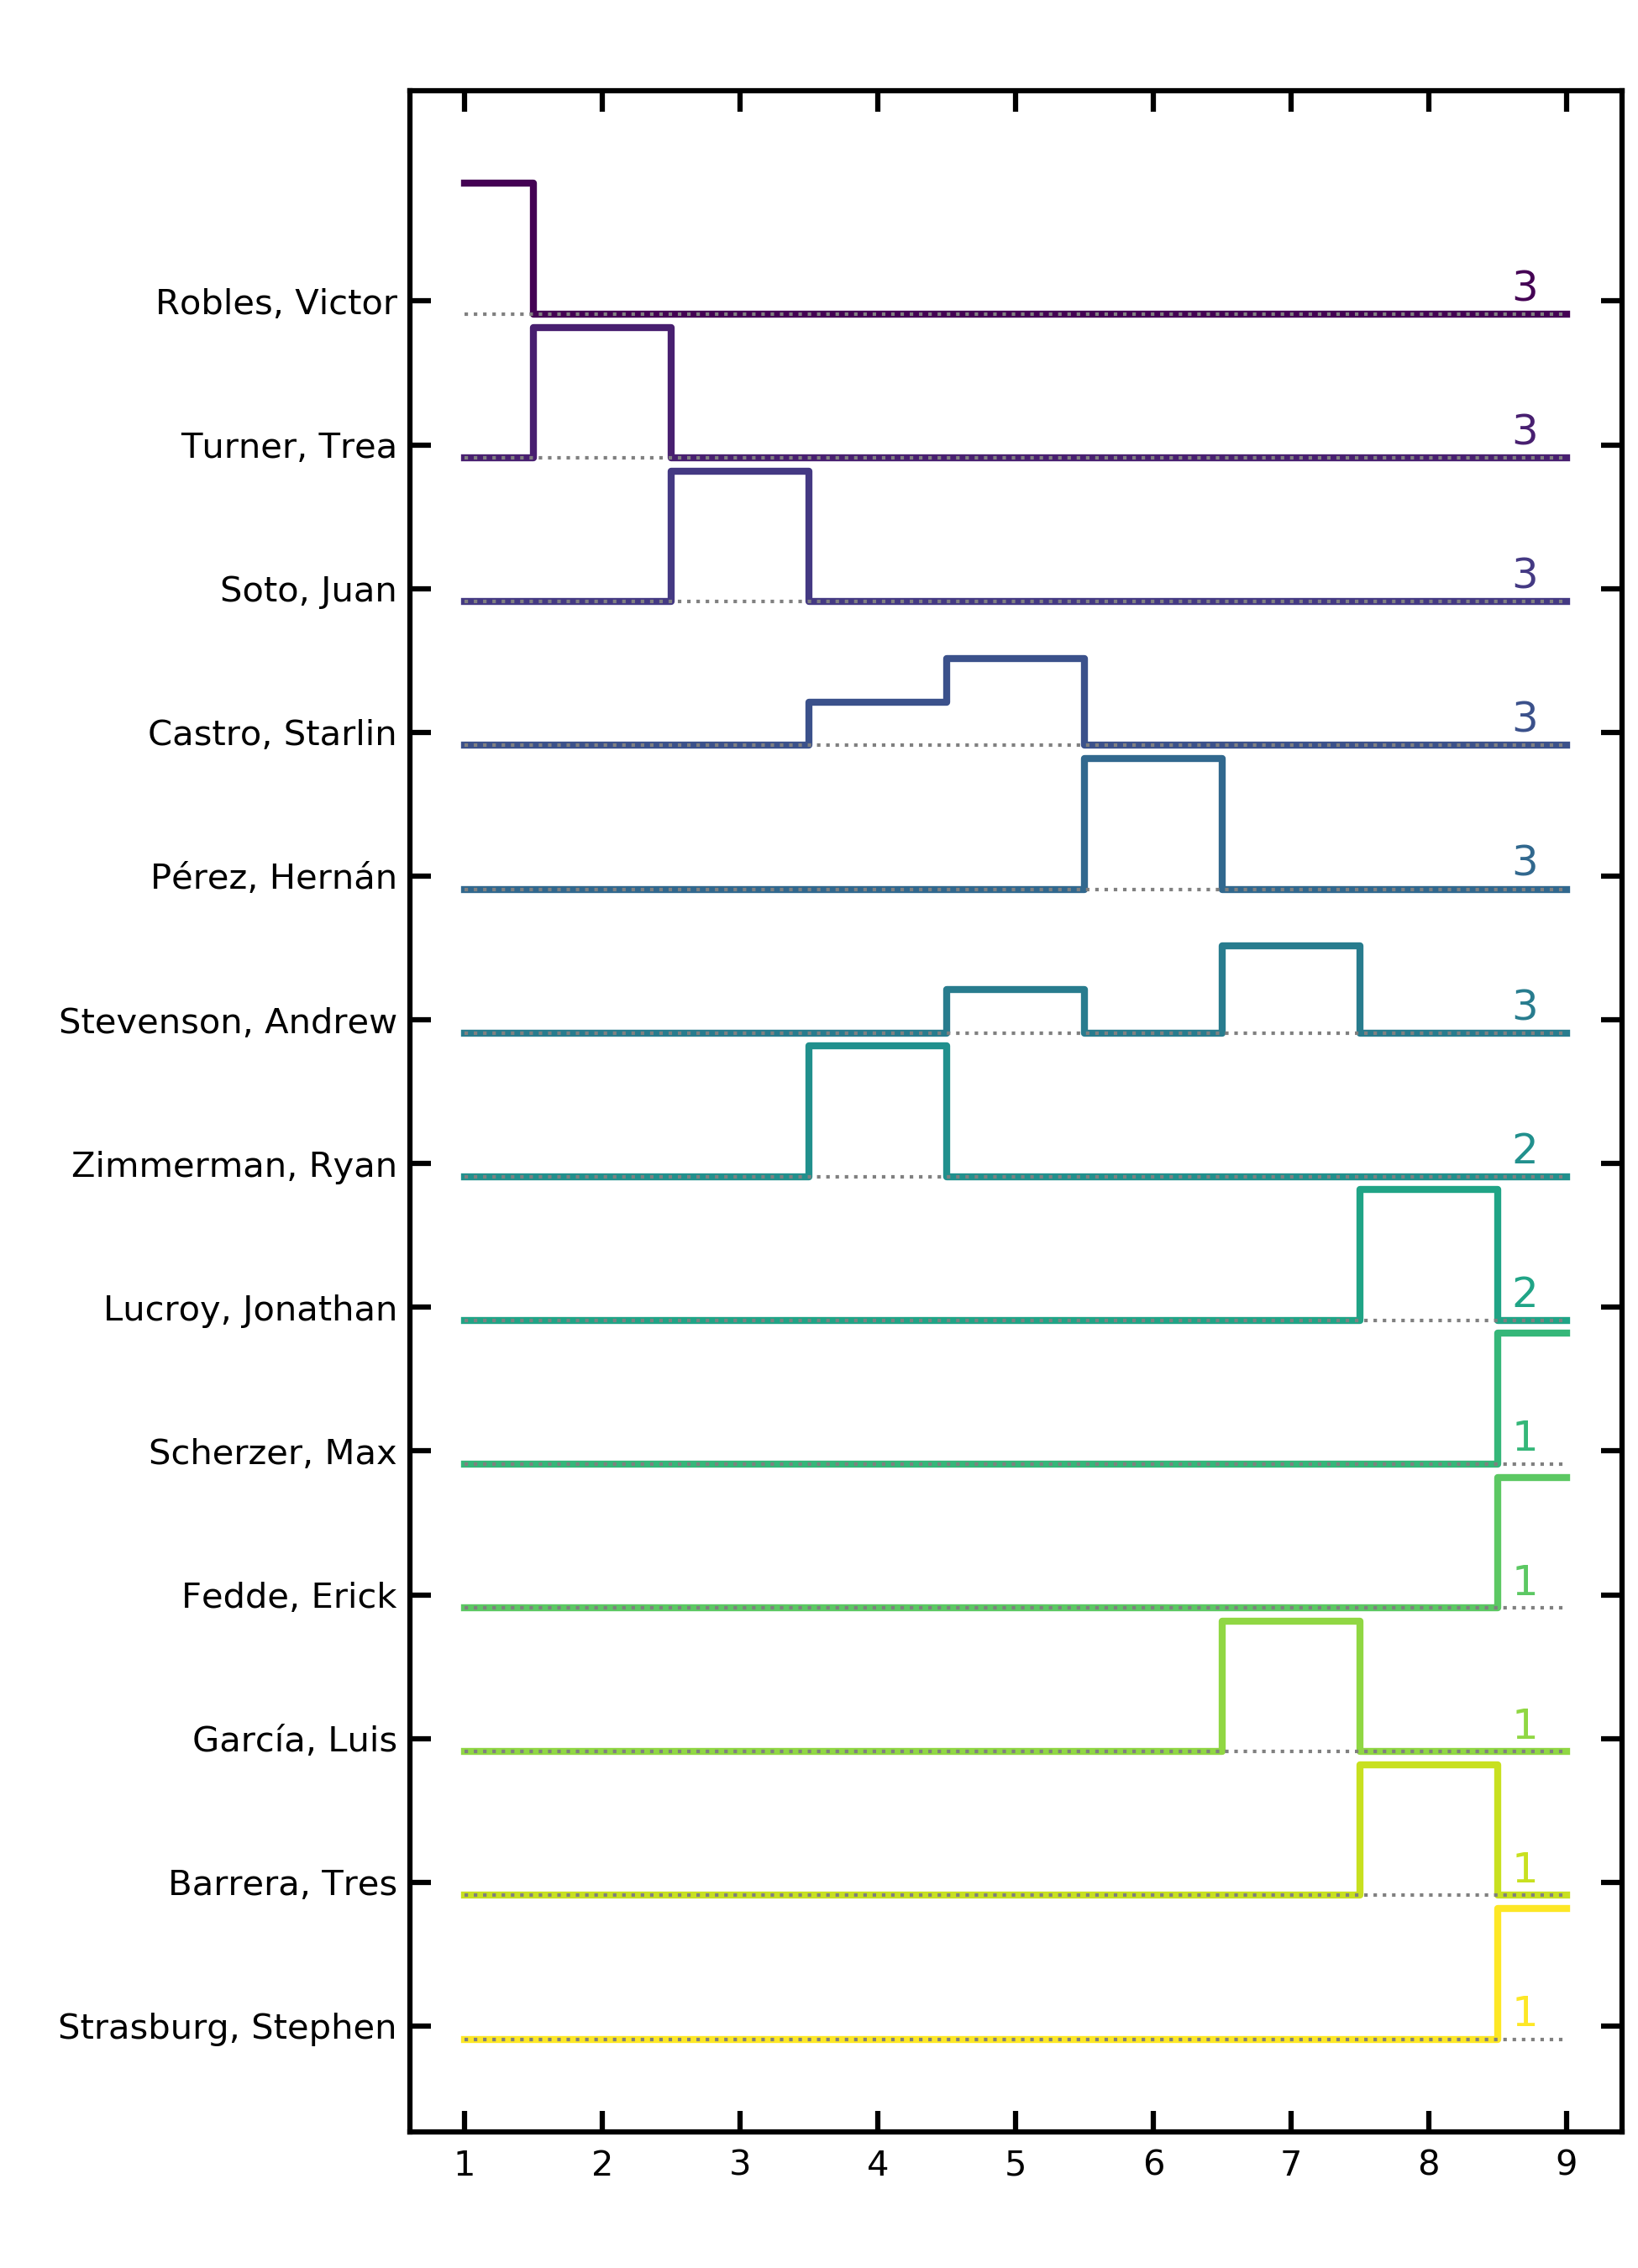 Robles, Victor 3
Turner, Trea 3
Soto, Juan 3
Castro, Starlin 3
Pérez, Hernán 3
Stevenson, Andrew 3
Zimmerman, Ryan 2
Lucroy, Jonathan 2
Scherzer, Max 1
Fedde, Erick 1
García, Luis 1
Barrera, Tres 1
Strasburg, Stephen 1
1 2 3 4 5 6 7 8 9